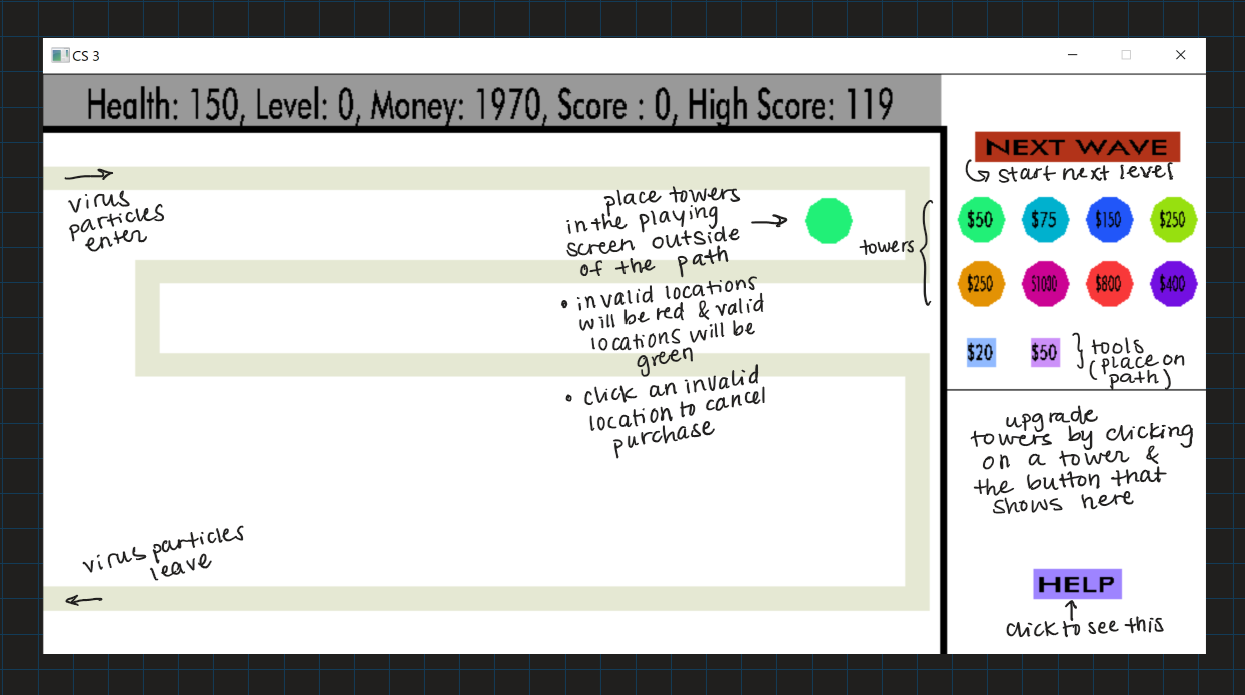 CS 3
Health: 150, Level: 0, Money: 1970, Score : 0, High Score: 119
NEXT WAVE
start next level
virus
particles
enter
place towers
in the playing
screen outside
of the path
• invalid locations
will be red & valid
locations will be
green
• click an invalid
location to cancel
purchase
towers
$50 $75 $150 $250
$250 $1000 $800 $400
$20 $50
tools
(place on
path)
upgrade
towers by clicking
on a tower &
the button that
shows here
virus particles
leave
HELP
click to see this